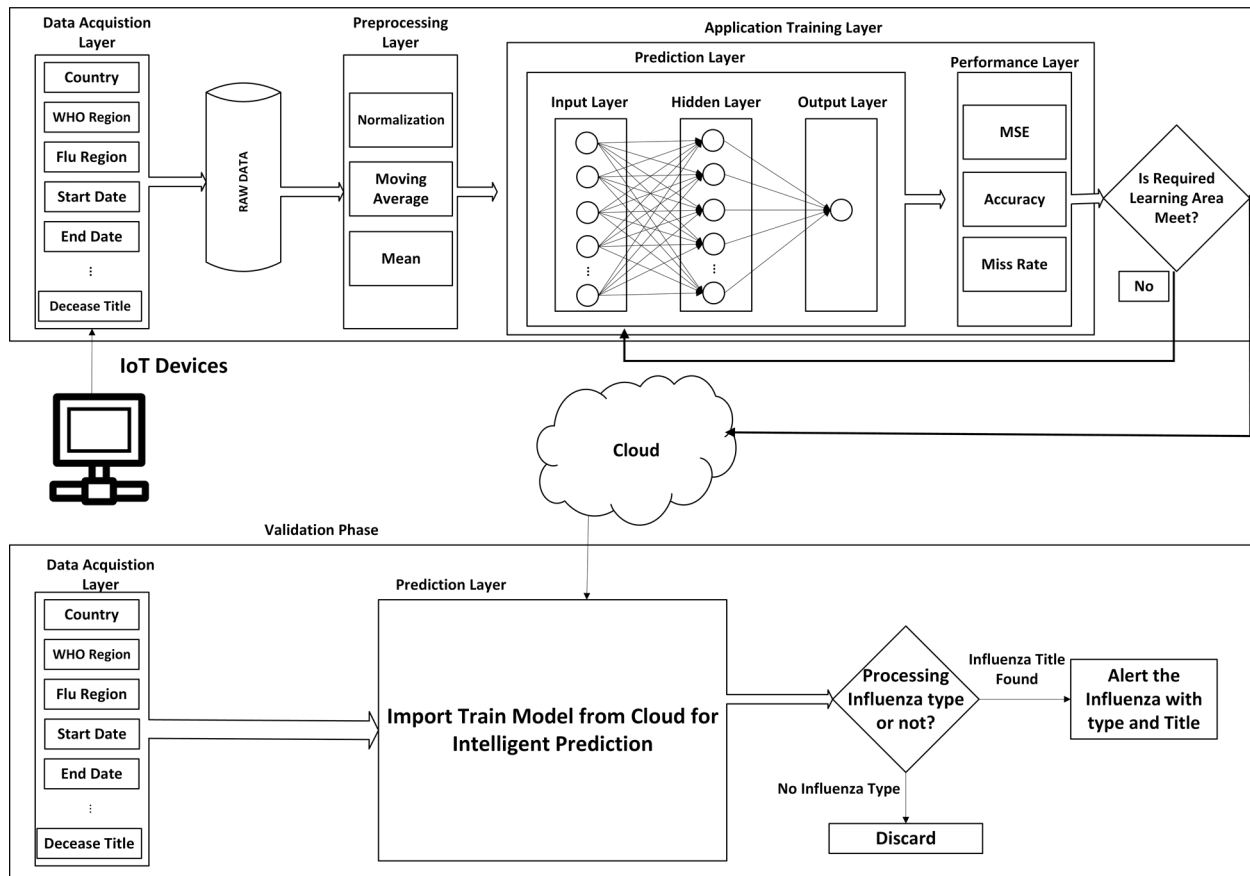 Data Acquistion
Layer
Country
WHO Region
Flu Region
Start Date
End Date
...
Decease Title
RAW DATA
Preprocessing
Layer
Normalization
Moving
Average
Mean
Application Training Layer
Prediction Layer
Input Layer
Hidden Layer
Output Layer
...
...
Performance Layer
MSE
Accuracy
Miss Rate
Is Required
Learning Area
Meet?
No
IoT Devices
Cloud
Validation Phase
Data Acquistion
Layer
Country
WHO Region
Flu Region
Start Date
End Date
...
Decease Title
Prediction Layer
Import Train Model from Cloud for
Intelligent Prediction
Processing
Influenza type
or not?
Influenza Title
Found
Alert the
Influenza with
type and Title
No Influenza Type
Discard